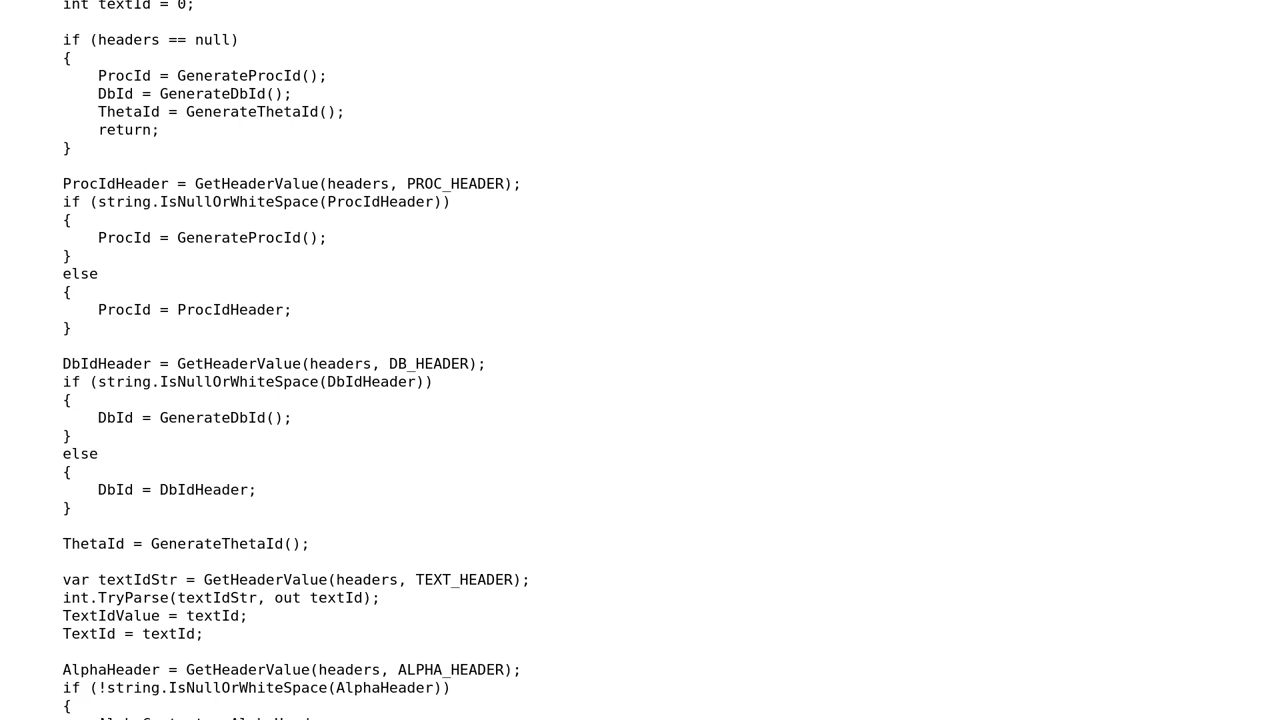 int textId = 0;

if (headers == null)
{
    ProcId = GenerateProcId();
    DbId = GenerateDbId();
    ThetaId = GenerateThetaId();
    return;
}

ProcIdHeader = GetHeaderValue(headers, PROC_HEADER);
if (string.IsNullOrWhiteSpace(ProcIdHeader))
{
    ProcId = GenerateProcId();
}
else
{
    ProcId = ProcIdHeader;
}

DbIdHeader = GetHeaderValue(headers, DB_HEADER);
if (string.IsNullOrWhiteSpace(DbIdHeader))
{
    DbId = GenerateDbId();
}
else
{
    DbId = DbIdHeader;
}

ThetaId = GenerateThetaId();

var textIdStr = GetHeaderValue(headers, TEXT_HEADER);
int.TryParse(textIdStr, out textId);
TextIdValue = textId;
TextId = textId;

AlphaHeader = GetHeaderValue(headers, ALPHA_HEADER);
if (!string.IsNullOrWhiteSpace(AlphaHeader))
{